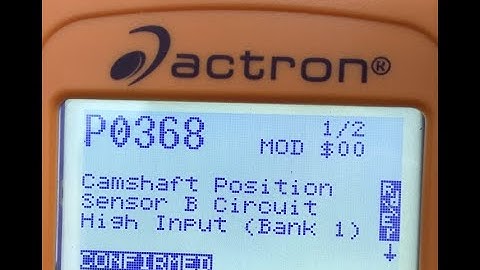 actron®
P0368
1/2
MOD $00
Camshaft Position
Sensor B Circuit
High Input (Bank 1)
CONFIRMED